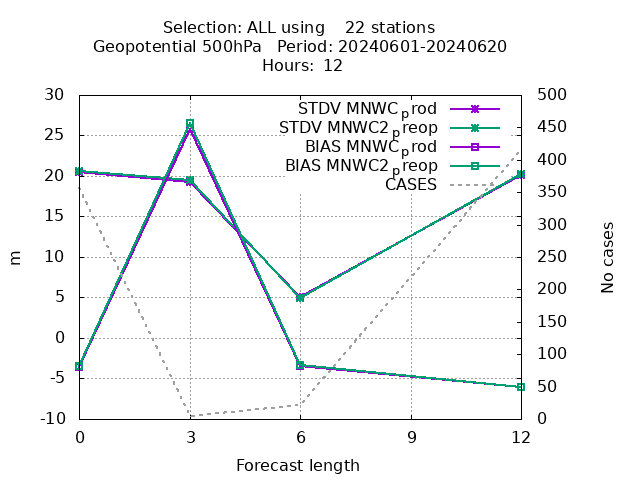 Selection: ALL using    22 stations
Geopotential 500hPa   Period: 20240601-20240620
Hours:  12
STDV MNWC_prod
STDV MNWC2_preop
BIAS MNWC_prod
BIAS MNWC2_preop
CASES
30
25
20
15
10
5
0
-5
-10
m
500
450
400
350
300
250
200
150
100
50
0
No cases
0 3 6 9 12
Forecast length